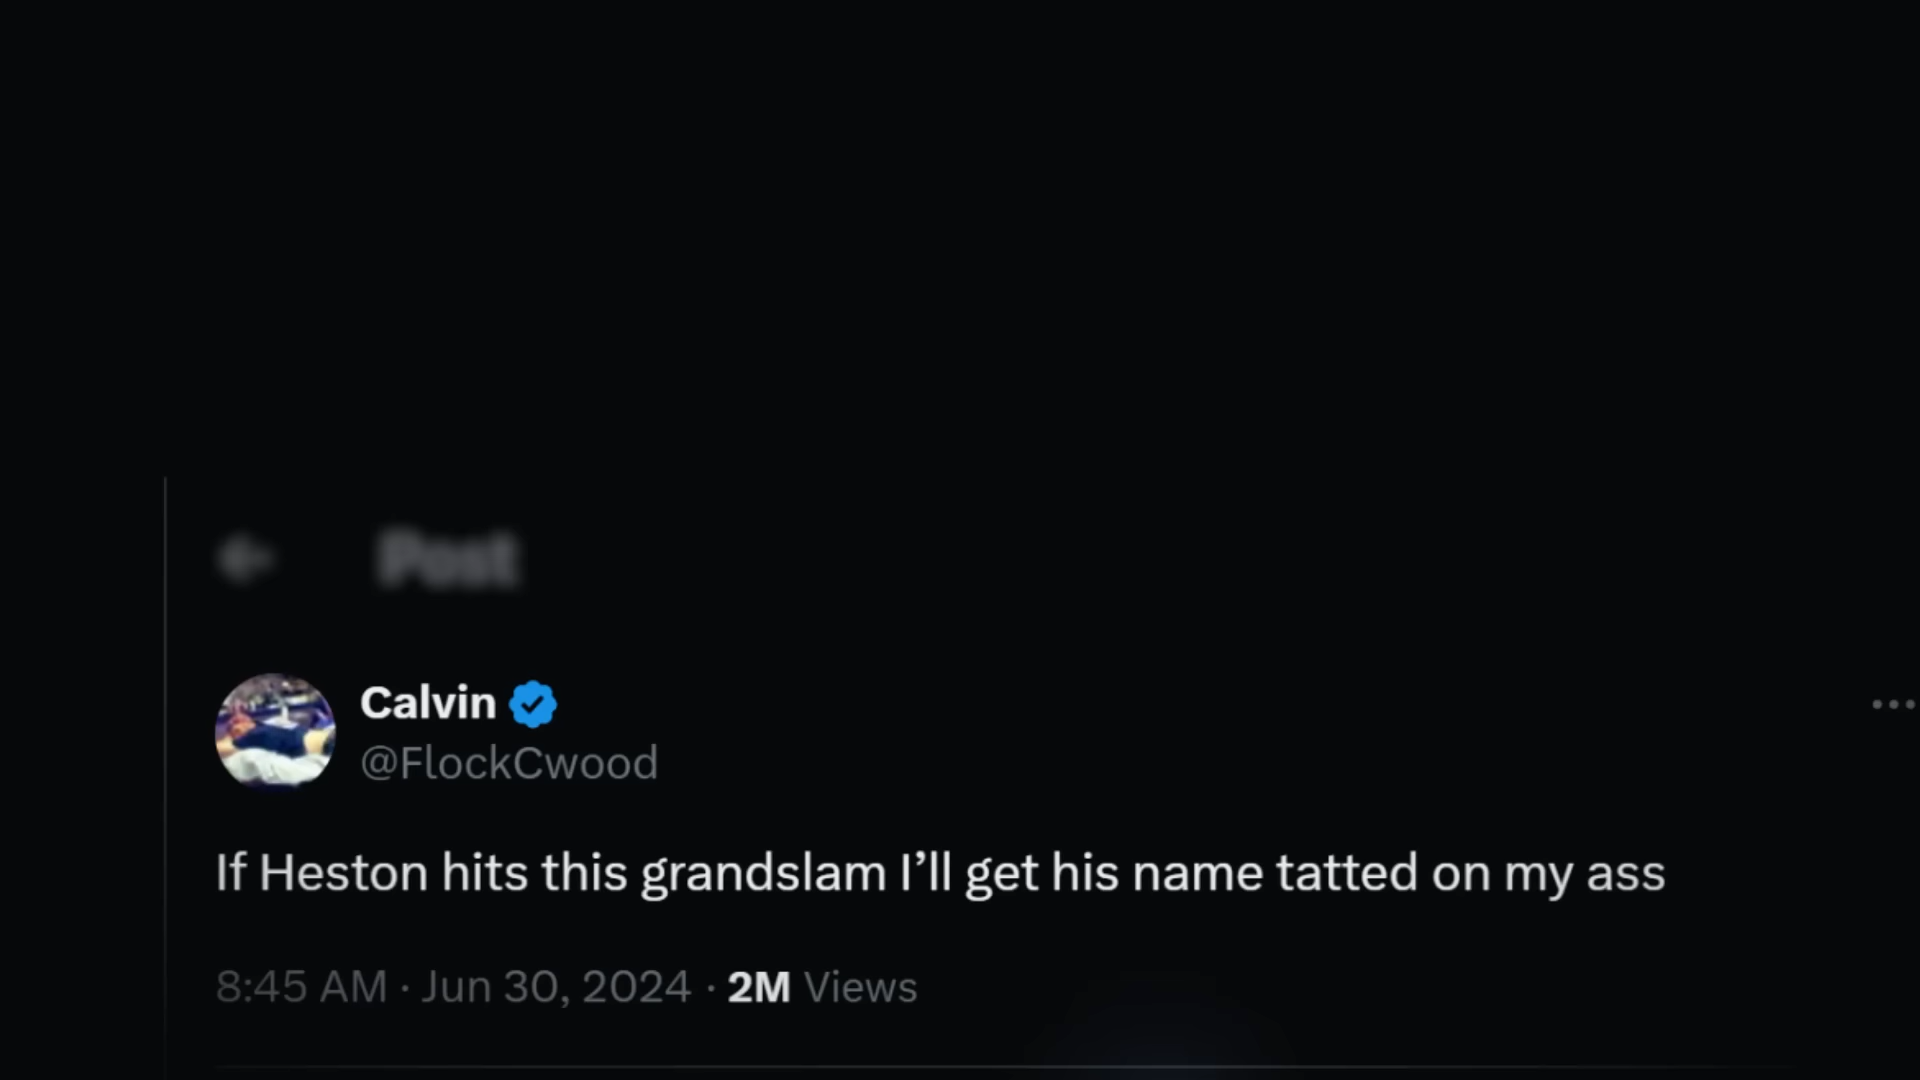 Post
Calvin
@FlockCwood
If Heston hits this grandslam I’ll get his name tatted on my ass
8:45 AM · Jun 30, 2024 · 2M Views